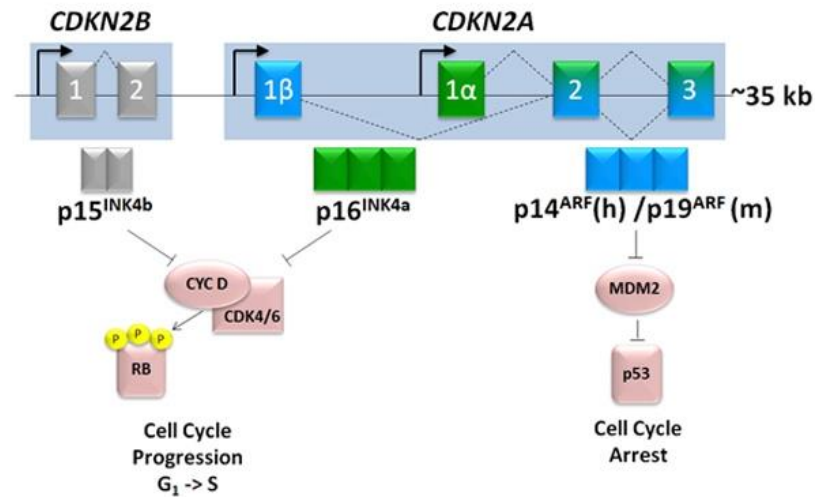 CDKN2B CDKN2A
1 2 1β 1α 2 3 ~35 kb
p15INK4b p16INK4a p14ARF(h) /p19ARF (m)
CYC D
CDK4/6
MDM2
P P P
RB
p53
Cell Cycle
Progression
G1 -> S
Cell Cycle
Arrest